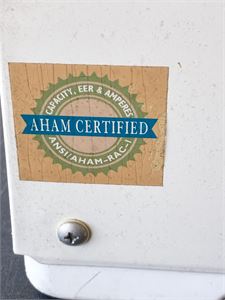 CAPACITY, EER & AMPERES
AHAM CERTIFIED
ANSI/AHAM-RAC-1